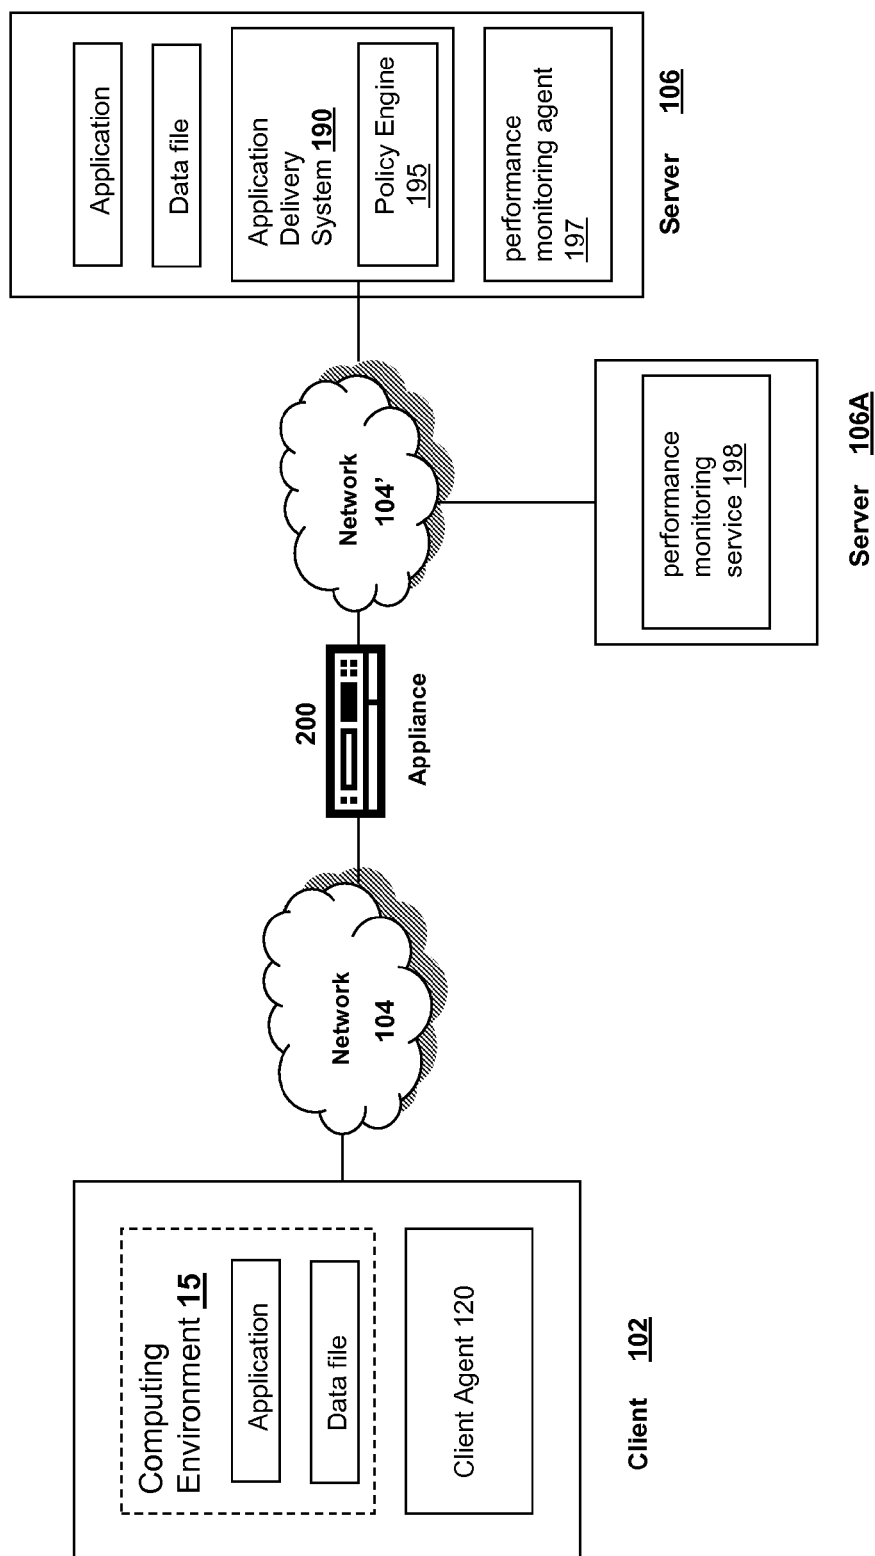 Computing
Environment 15
Application
Data file
Client Agent 120
Client 102
Network
104
200
Appliance
Network
104’
Application
Data file
Application
Delivery
System 190
Policy Engine
195
performance
monitoring agent
197
Server 106
performance
monitoring
service 198
Server 106A